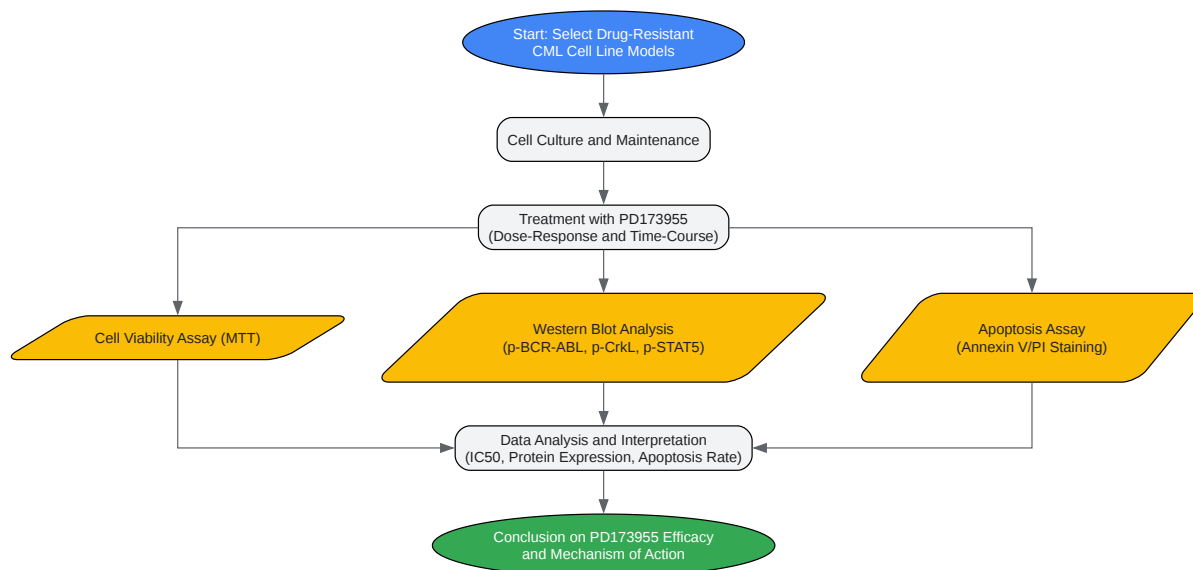 Start: Select Drug-Resistant
CML Cell Line Models
Cell Culture and Maintenance
Treatment with PD173955
(Dose-Response and Time-Course)
Cell Viability Assay (MTT)
Western Blot Analysis
(p-BCR-ABL, p-CrkL, p-STAT5)
Apoptosis Assay
(Annexin V/PI Staining)
Data Analysis and Interpretation
(IC50, Protein Expression, Apoptosis Rate)
Conclusion on PD173955 Efficacy
and Mechanism of Action